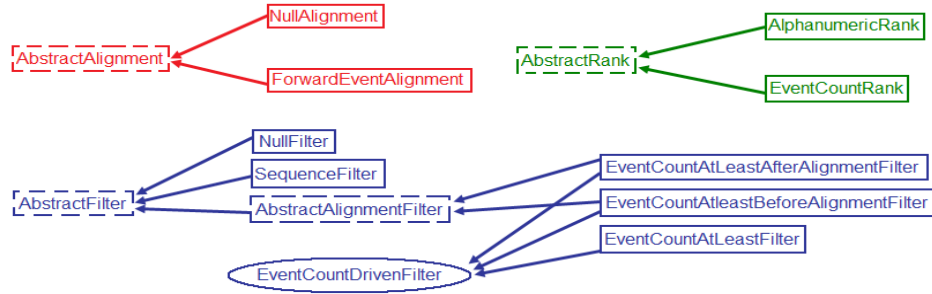 NullAlignment
AbstractAlignment
ForwardEventAlignment
AlphanumericRank
AbstractRank
EventCountRank
NullFilter
SequenceFilter
AbstractFilter
AbstractAlignmentFilter
EventCountAtLeastAfterAlignmentFilter
EventCountAtleastBeforeAlignmentFilter
EventCountAtLeastFilter
EventCountDrivenFilter